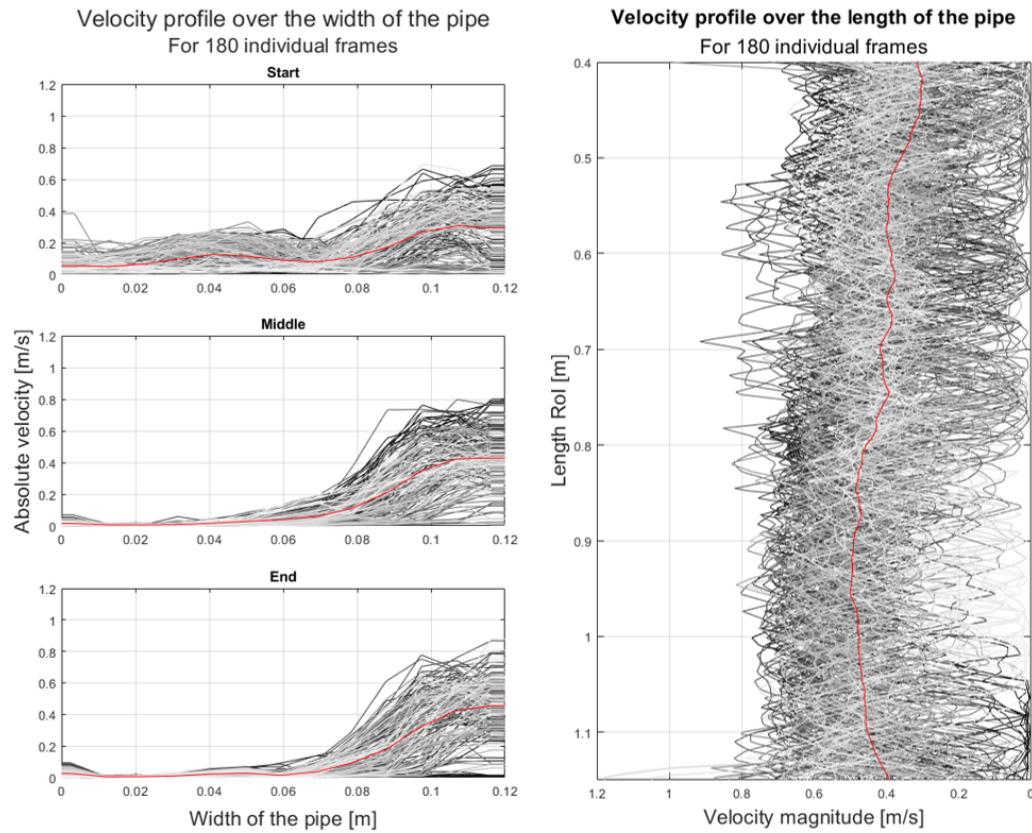 Velocity profile over the width of the pipe
For 180 individual frames
Start
1.2
1
0.8
0.6
0.4
0.2
0
0 0.02 0.04 0.06 0.08 0.1 0.12
Middle
1.2
1
0.8
0.6
0.4
0.2
0
0 0.02 0.04 0.06 0.08 0.1 0.12
End
1.2
1
0.8
0.6
0.4
0.2
0
0 0.02 0.04 0.06 0.08 0.1 0.12
Absolute velocity [m/s]
Width of the pipe [m]
Velocity profile over the length of the pipe
For 180 individual frames
0.4
0.5
0.6
0.7
0.8
0.9
1
1.1
1.2 1 0.8 0.6 0.4 0.2 0
Length RoI [m]
Velocity magnitude [m/s]